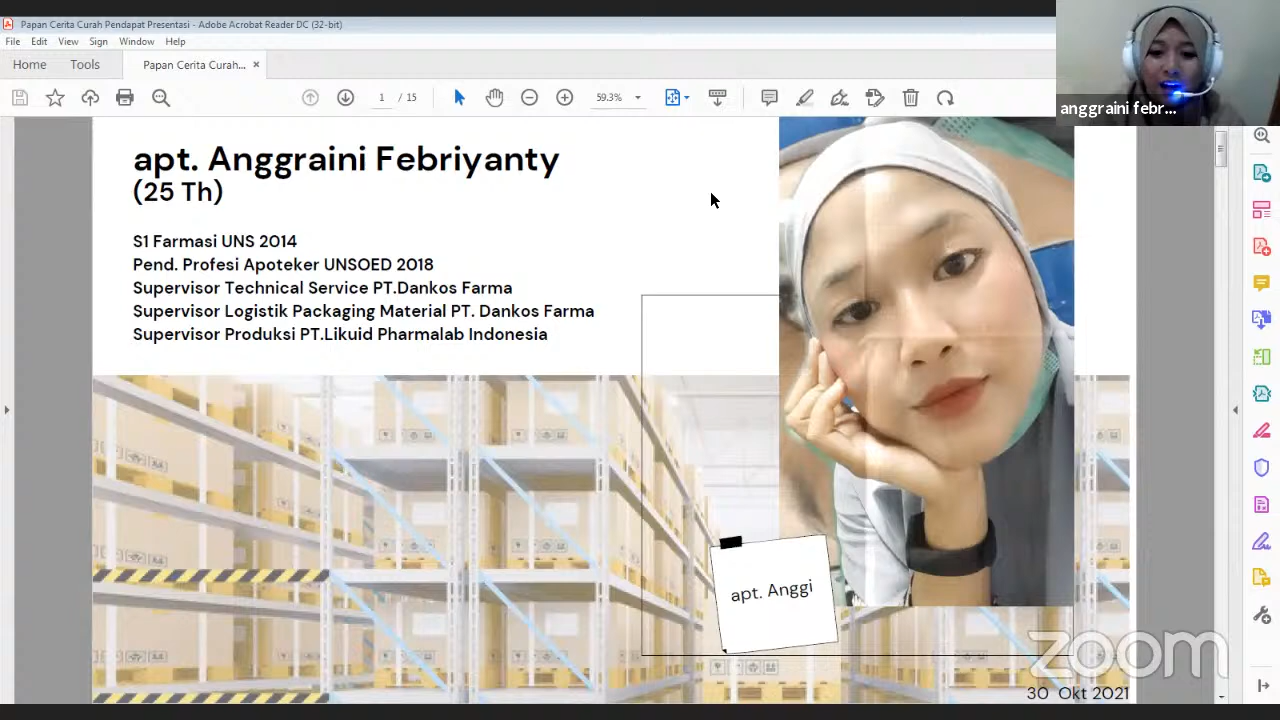 Papan Cerita Curah Pendapat Presentasi - Adobe Acrobat Reader DC (32-bit)
File Edit View Sign Window Help
Home Tools Papan Cerita Curah... ×
1 / 15 59.3%
anggraini febr...
apt. Anggraini Febriyanty
(25 Th)
S1 Farmasi UNS 2014
Pend. Profesi Apoteker UNSOED 2018
Supervisor Technical Service PT.Dankos Farma
Supervisor Logistik Packaging Material PT. Dankos Farma
Supervisor Produksi PT.Likuid Pharmalab Indonesia
apt. Anggi
zoom
30 Okt 2021